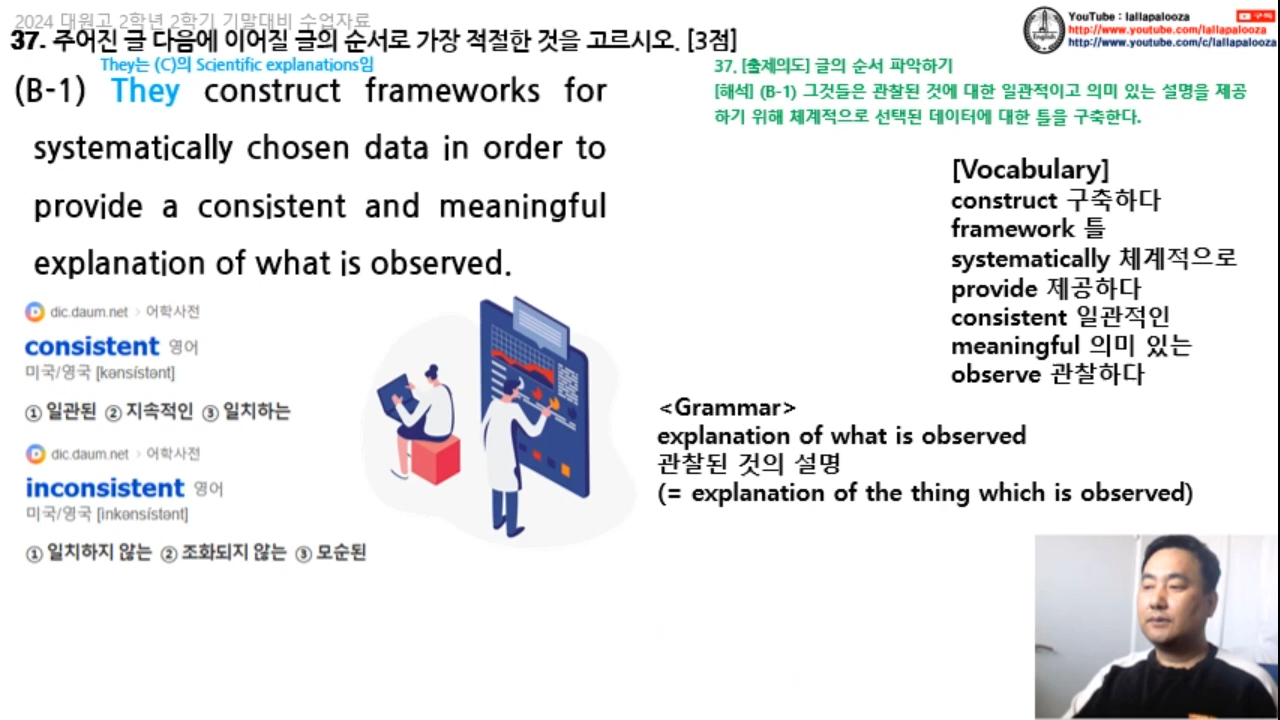 2024 대원고 2학년 2학기 기말대비 수업자료
37. 주어진 글 다음에 이어질 글의 순서로 가장 적절한 것을 고르시오. [3점]
They는 (C)의 Scientific explanations임
(B-1) They construct frameworks for
systematically chosen data in order to
provide a consistent and meaningful
explanation of what is observed.
dic.daum.net > 어학사전
consistent 영어
미국/영국 [kənsístənt]
① 일관된 ② 지속적인 ③ 일치하는
dic.daum.net > 어학사전
inconsistent 영어
미국/영국 [ìnkənsístənt]
① 일치하지 않는 ② 조화되지 않는 ③ 모순된
YouTube : lallapalooza
구독
http://www.youtube.com/lallapalooza
http://www.youtube.com/c/lallapalooza
English
37. [출제의도] 글의 순서 파악하기
[해석] (B-1) 그것들은 관찰된 것에 대한 일관적이고 의미 있는 설명을 제공
하기 위해 체계적으로 선택된 데이터에 대한 틀을 구축한다.
[Vocabulary]
construct 구축하다
framework 틀
systematically 체계적으로
provide 제공하다
consistent 일관적인
meaningful 의미 있는
observe 관찰하다
<Grammar>
explanation of what is observed
관찰된 것의 설명
(= explanation of the thing which is observed)